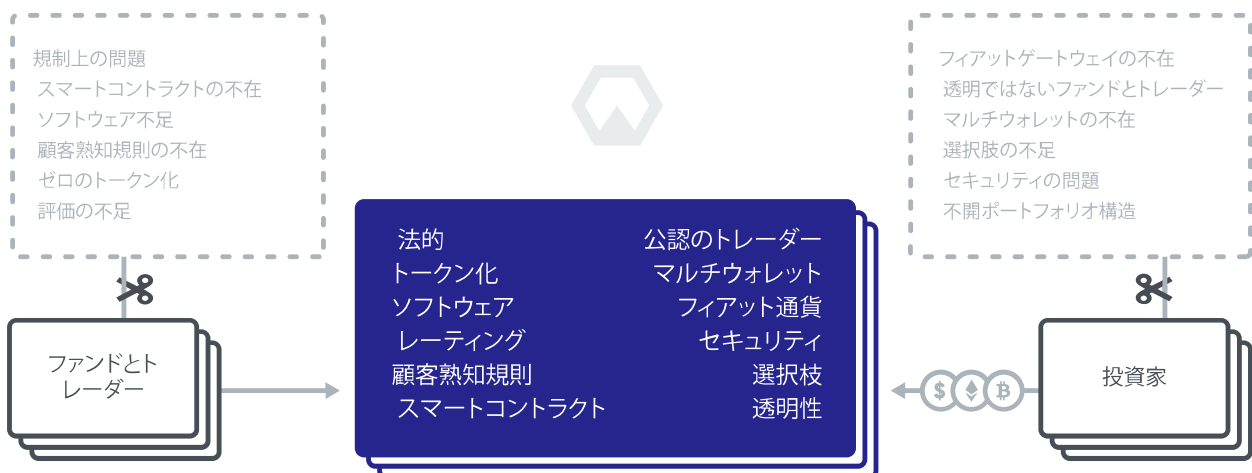 規制上の問題
スマートコントラクトの不在
ソフトウェア不足
顧客熟知規則の不在
ゼロのトークン化
評価の不足
フィアットゲートウェイの不在
透明ではないファンドとトレーダー
マルチウォレットの不在
選択肢の不足
セキュリティの問題
不開ポートフォリオ構造
法的
トークン化
ソフトウェア
レーティング
顧客熟知規則
スマートコントラクト
公認のトレーダー
マルチウォレット
フィアット通貨
セキュリティ
選択枝
透明性
ファンドとト
レーダー
投資家